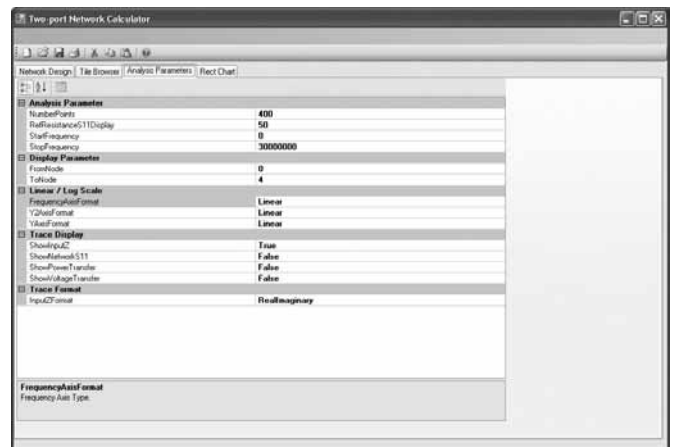 Two-port Network Calculator
Network Design Tile Browser Analysis Parameters Rect Chart
Analysis Parameter
NumberPoints 400
RefResistanceS11Display 50
StartFrequency 0
StopFrequency 30000000
Display Parameter
FromNode 0
ToNode 4
Linear / Log Scale
FrequencyAxisFormat Linear
Y2AxisFormat Linear
YAxisFormat Linear
Trace Display
ShowInputZ True
ShowNetworkS11 False
ShowPowerTransfer False
ShowVoltageTransfer False
Trace Format
InputZFormat RealImaginary
FrequencyAxisFormat
Frequency Axis Type.